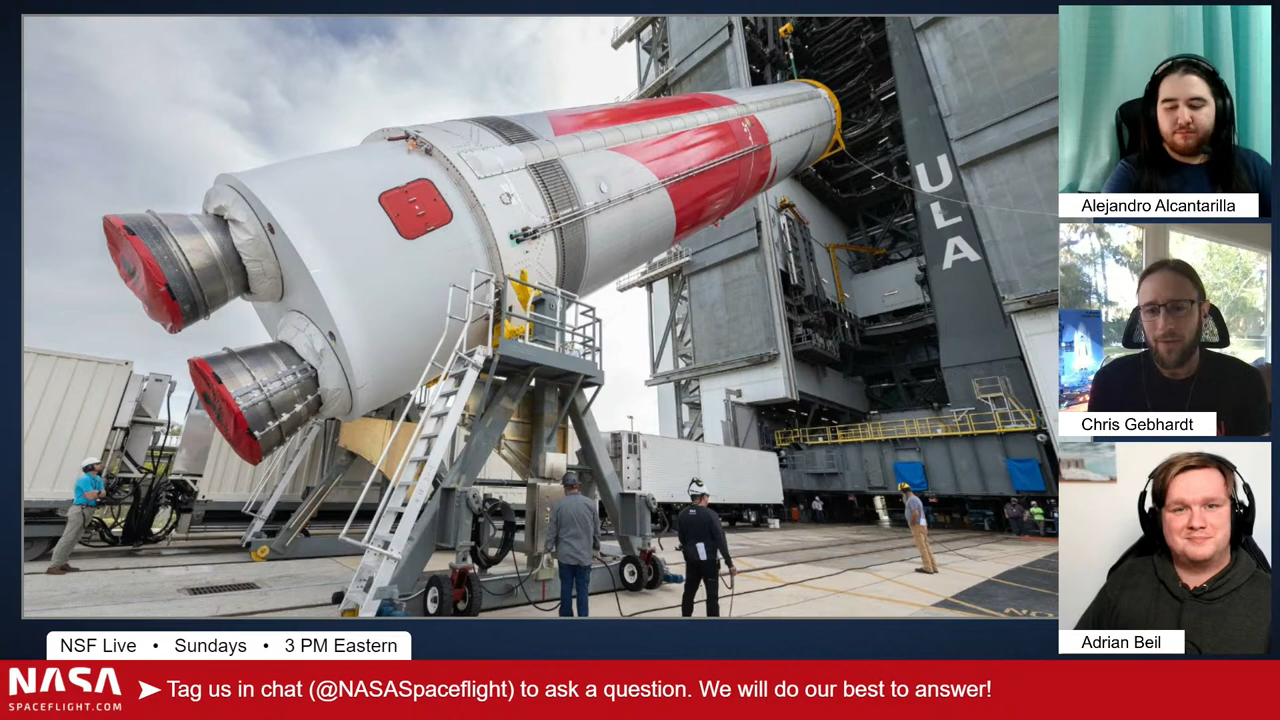 ULA
Alejandro Alcantarilla
Chris Gebhardt
Adrian Beil
NSF Live • Sundays • 3 PM Eastern
NASA
SPACEFLIGHT.COM
Tag us in chat (@NASASpaceflight) to ask a question. We will do our best to answer!